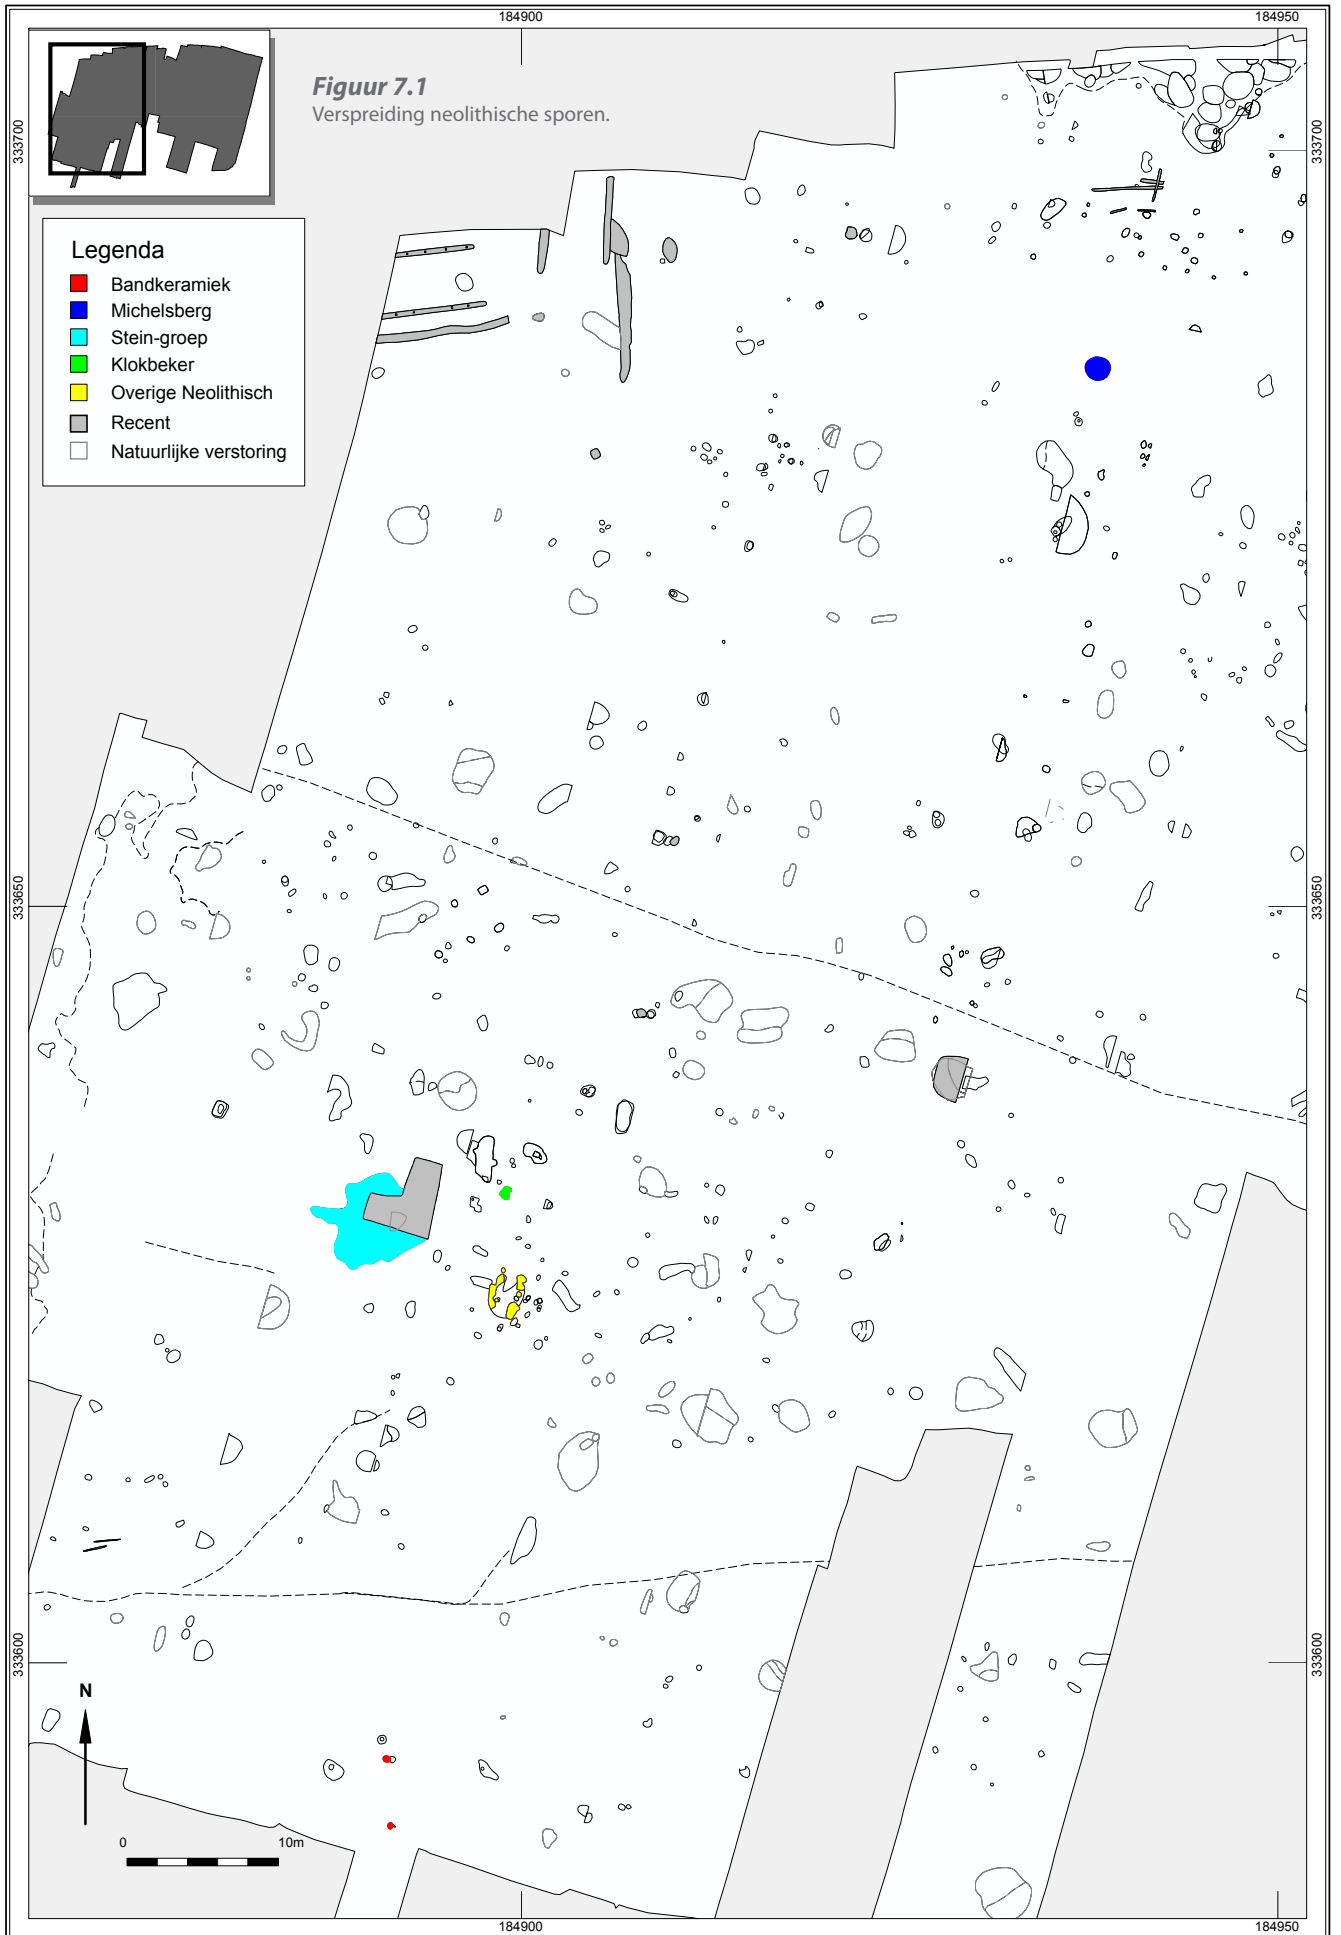 184900
184950
Figuur 7.1
Verspreiding neolithische sporen.
333700
333700
Legenda
Bandkeramiek
Michelsberg
Stein-groep
Klokbeker
Overige Neolithisch
Recent
Natuurlijke verstoring
333650
333650
333600
333600
N
0
10m
184900
184950